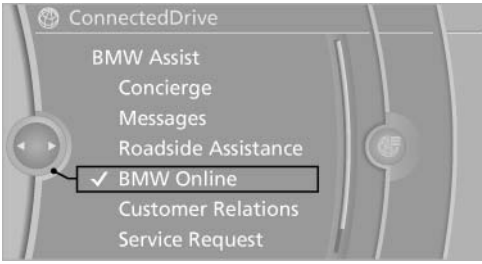 ConnectedDrive
BMW Assist
Concierge
Messages
Roadside Assistance
✓ BMW Online
Customer Relations
Service Request